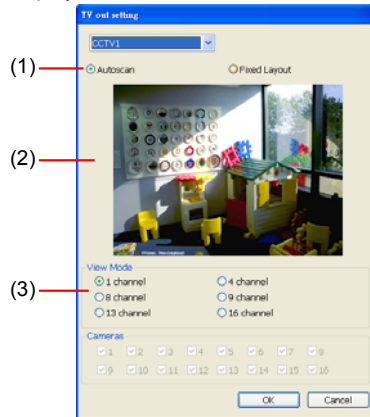 TV out setting
CCTV1
(1) Autoscan Fixed Layout
(2)
View Mode
(3) 1 channel 4 channel
8 channel 9 channel
13 channel 16 channel
Cameras
1 2 3 4 5 6 7 8
9 10 11 12 13 14 15 16
OK Cancel